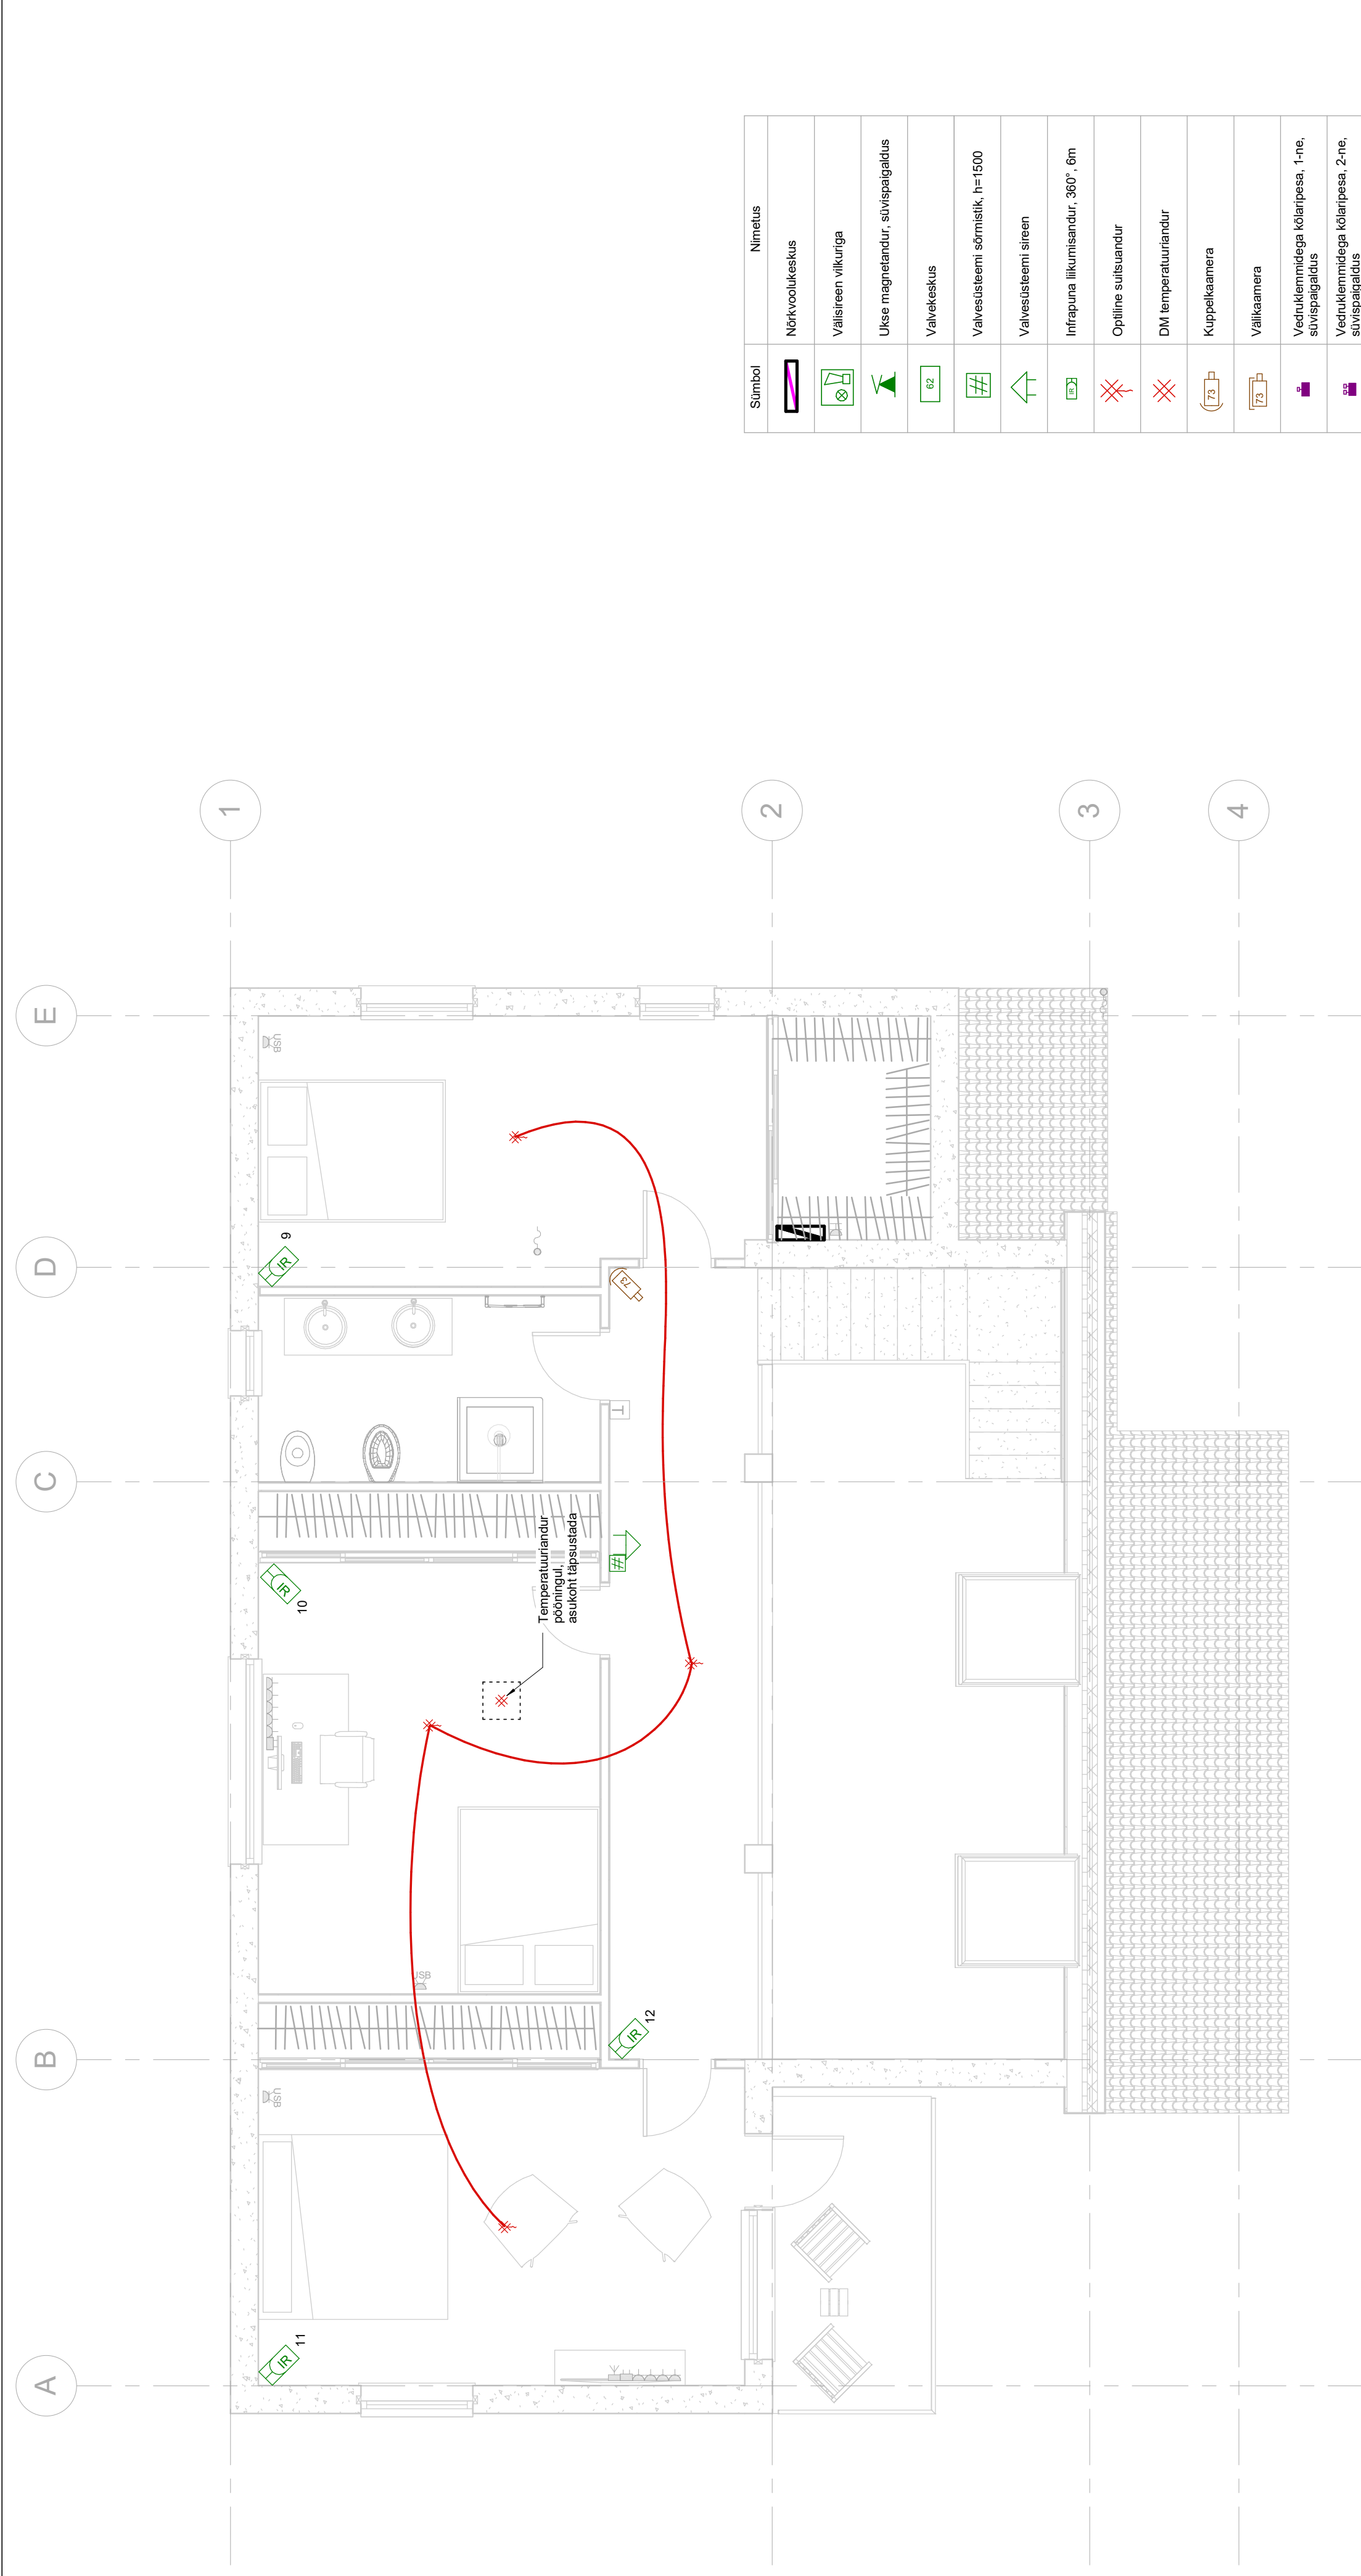 A
B
C
D
E
1
2
3
4
11
IR
10
IR
9
IR
12
IR
USB
USB
USB
73
#
Temperatuuriandur
pööningul,
asukoht täpsustada
Sümbol
Nimetus
Nõrkvoolukeskus
Välisireen vilkuriga
Ukse magnetandur, süvispaigaldus
62
Valvekeskus
#
Valvesüsteemi sõrmistik, h=1500
Valvesüsteemi sireen
IR
Infrapuna liikumisandur, 360°, 6m
Optiline suitsuandur
DM temperatuuriandur
73
Kuppelkaamera
73
Välikaamera
Vedruklemmidega kõlaripesa, 1-ne,
süvispaigaldus
Vedruklemmidega kõlaripesa, 2-ne,
süvispaigaldus